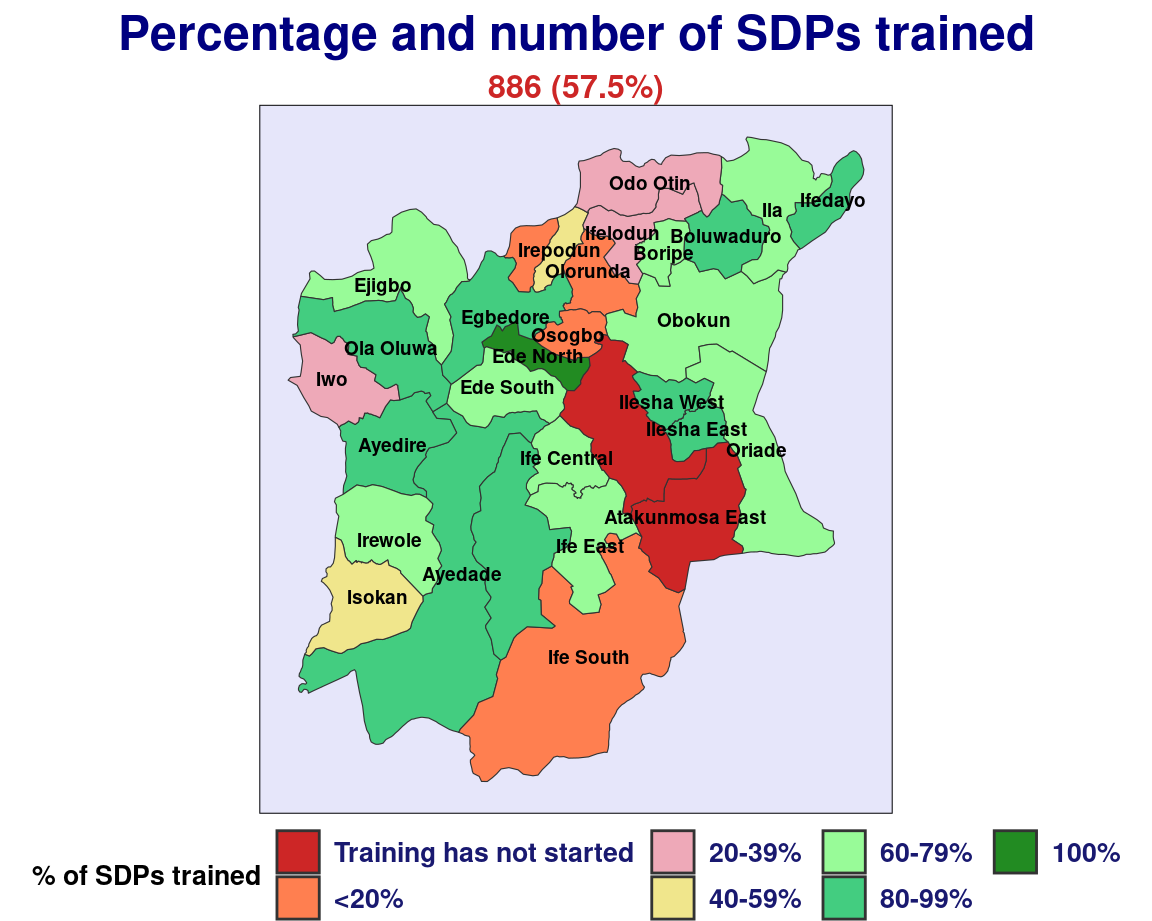 Percentage and number of SDPs trained
886 (57.5%)
Odo Otin
Ila
Ifedayo
Ifelodun
Boluwaduro
Irepodun
Boripe
Olorunda
Ejigbo
Egbedore
Obokun
Osogbo
Ola Oluwa
Ede North
Iwo
Ede South
Ilesha West
Ilesha East
Ayedire
Oriade
Ife Central
Atakunmosa East
Irewole
Ife East
Ayedade
Isokan
Ife South
% of SDPs trained
Training has not started
20-39%
60-79%
100%
<20%
40-59%
80-99%